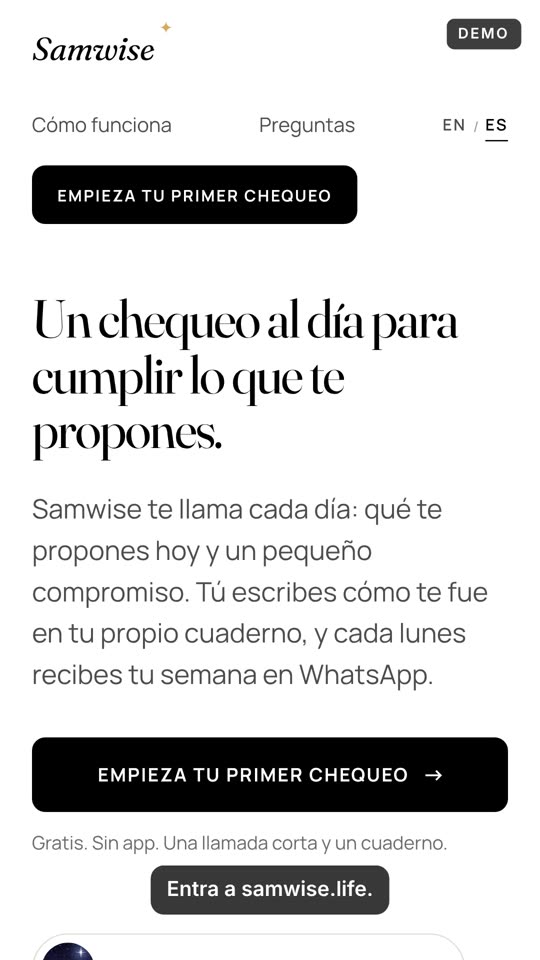 Samwise
DEMO
Cómo funciona
Preguntas
EN / ES
EMPIEZA TU PRIMER CHEQUEO
Un chequeo al día para
cumplir lo que te
propones.
Samwise te llama cada día: qué te
propones hoy y un pequeño
compromiso. Tú escribes cómo te fue
en tu propio cuaderno, y cada lunes
recibes tu semana en WhatsApp.
EMPIEZA TU PRIMER CHEQUEO →
Gratis. Sin app. Una llamada corta y un cuaderno.
Entra a samwise.life.